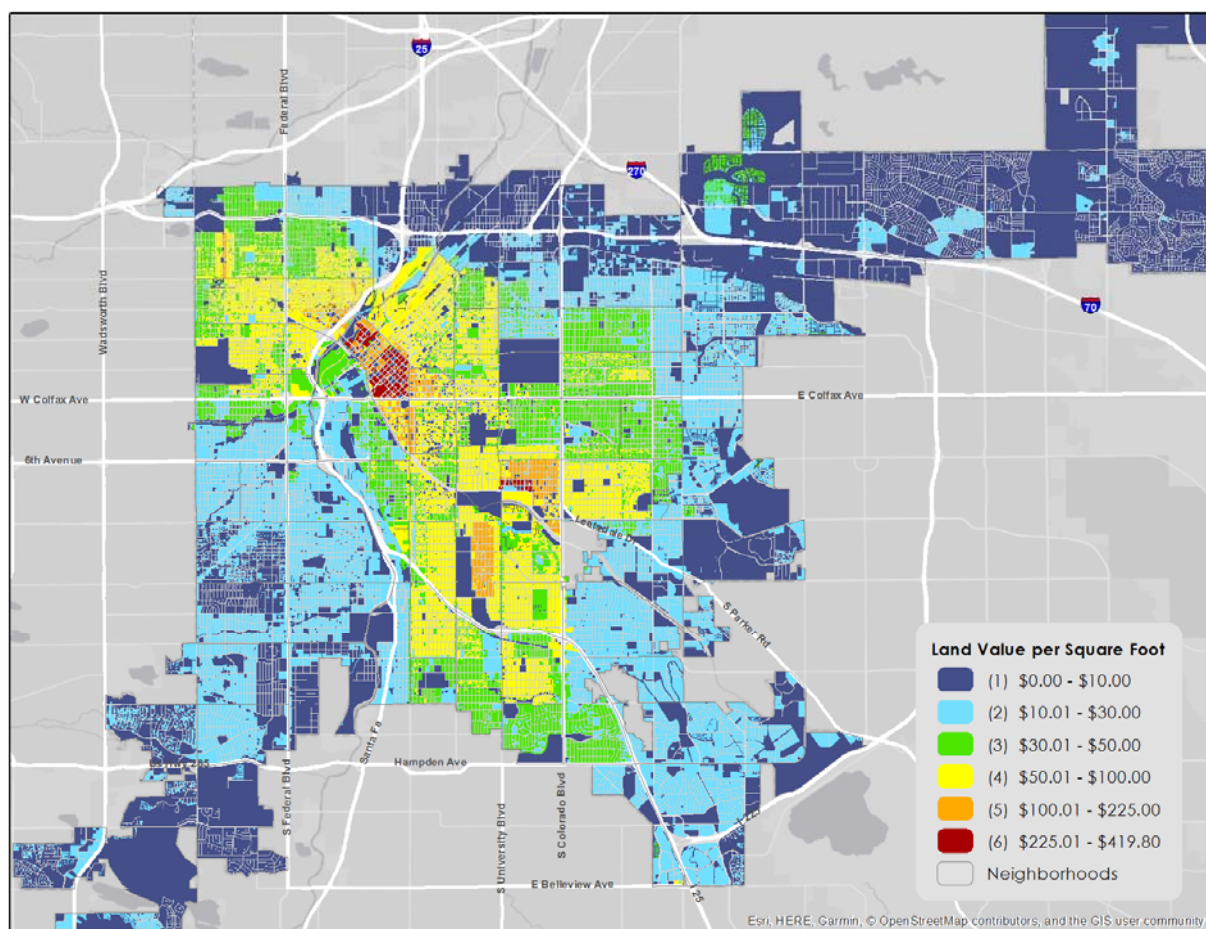 25
Federal Blvd
270
Wadsworth Blvd
70
W Colfax Ave
E Colfax Ave
6th Avenue
Leetsdale Dr
S Parker Rd
Santa Fe
Hampden Ave
S Federal Blvd
S University Blvd
S Colorado Blvd
I 225
E Belleview Ave
I 25
Land Value per Square Foot
(1) $0.00 - $10.00
(2) $10.01 - $30.00
(3) $30.01 - $50.00
(4) $50.01 - $100.00
(5) $100.01 - $225.00
(6) $225.01 - $419.80
Neighborhoods
Esri, HERE, Garmin, © OpenStreetMap contributors, and the GIS user community